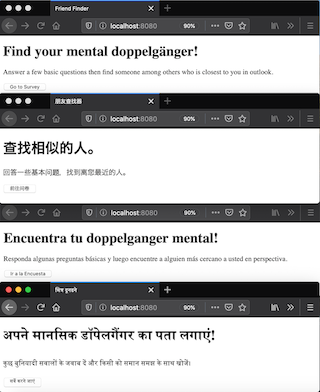 Friend Finder
localhost:8080
90%
Find your mental doppelgänger!
Answer a few basic questions then find someone among others who is closest to you in outlook.
Go to Survey
朋友查找器
localhost:8080
90%
查找相似的人。
回答一些基本问题，找到离您最近的人。
前往问卷
localhost:8080
90%
Encuentra tu doppelganger mental!
Responda algunas preguntas básicas y luego encuentre a alguien más cercano a usted en perspectiva.
Ir a la Encuesta
मित्र ढूनढने
localhost:8080
90%
अपने मानसिक डॉपेलगैंगर का पता लगाएं!
कुछ बुनियादी सवालों के जवाब दें और किसी को समान समझ के साथ खोजें।
सर्वे करने जाएं